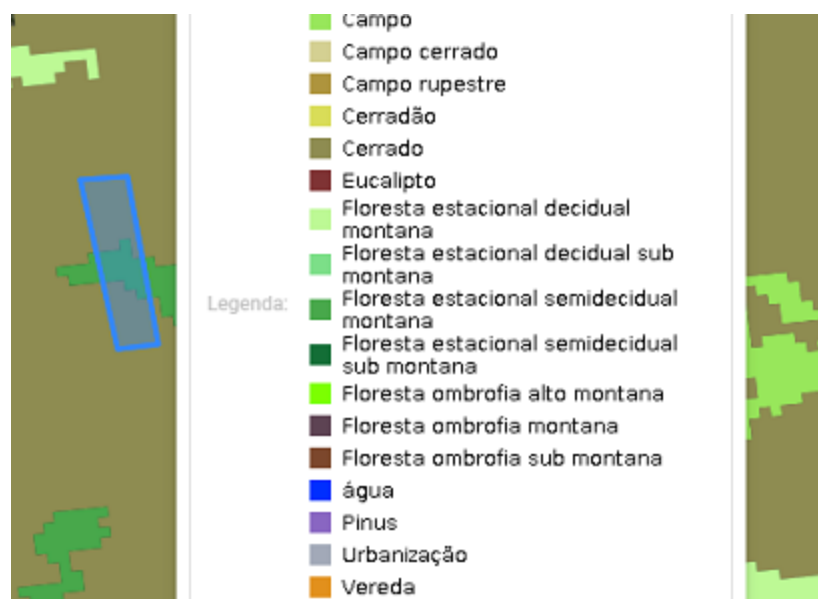 Campo
Campo cerrado
Campo rupestre
Cerradão
Cerrado
Eucalipto
Floresta estacional decidual
montana
Floresta estacional decidual sub
montana
Legenda:
Floresta estacional semidecidual
montana
Floresta estacional semidecidual
sub montana
Floresta ombrofia alto montana
Floresta ombrofia montana
Floresta ombrofia sub montana
água
Pinus
Urbanização
Vereda